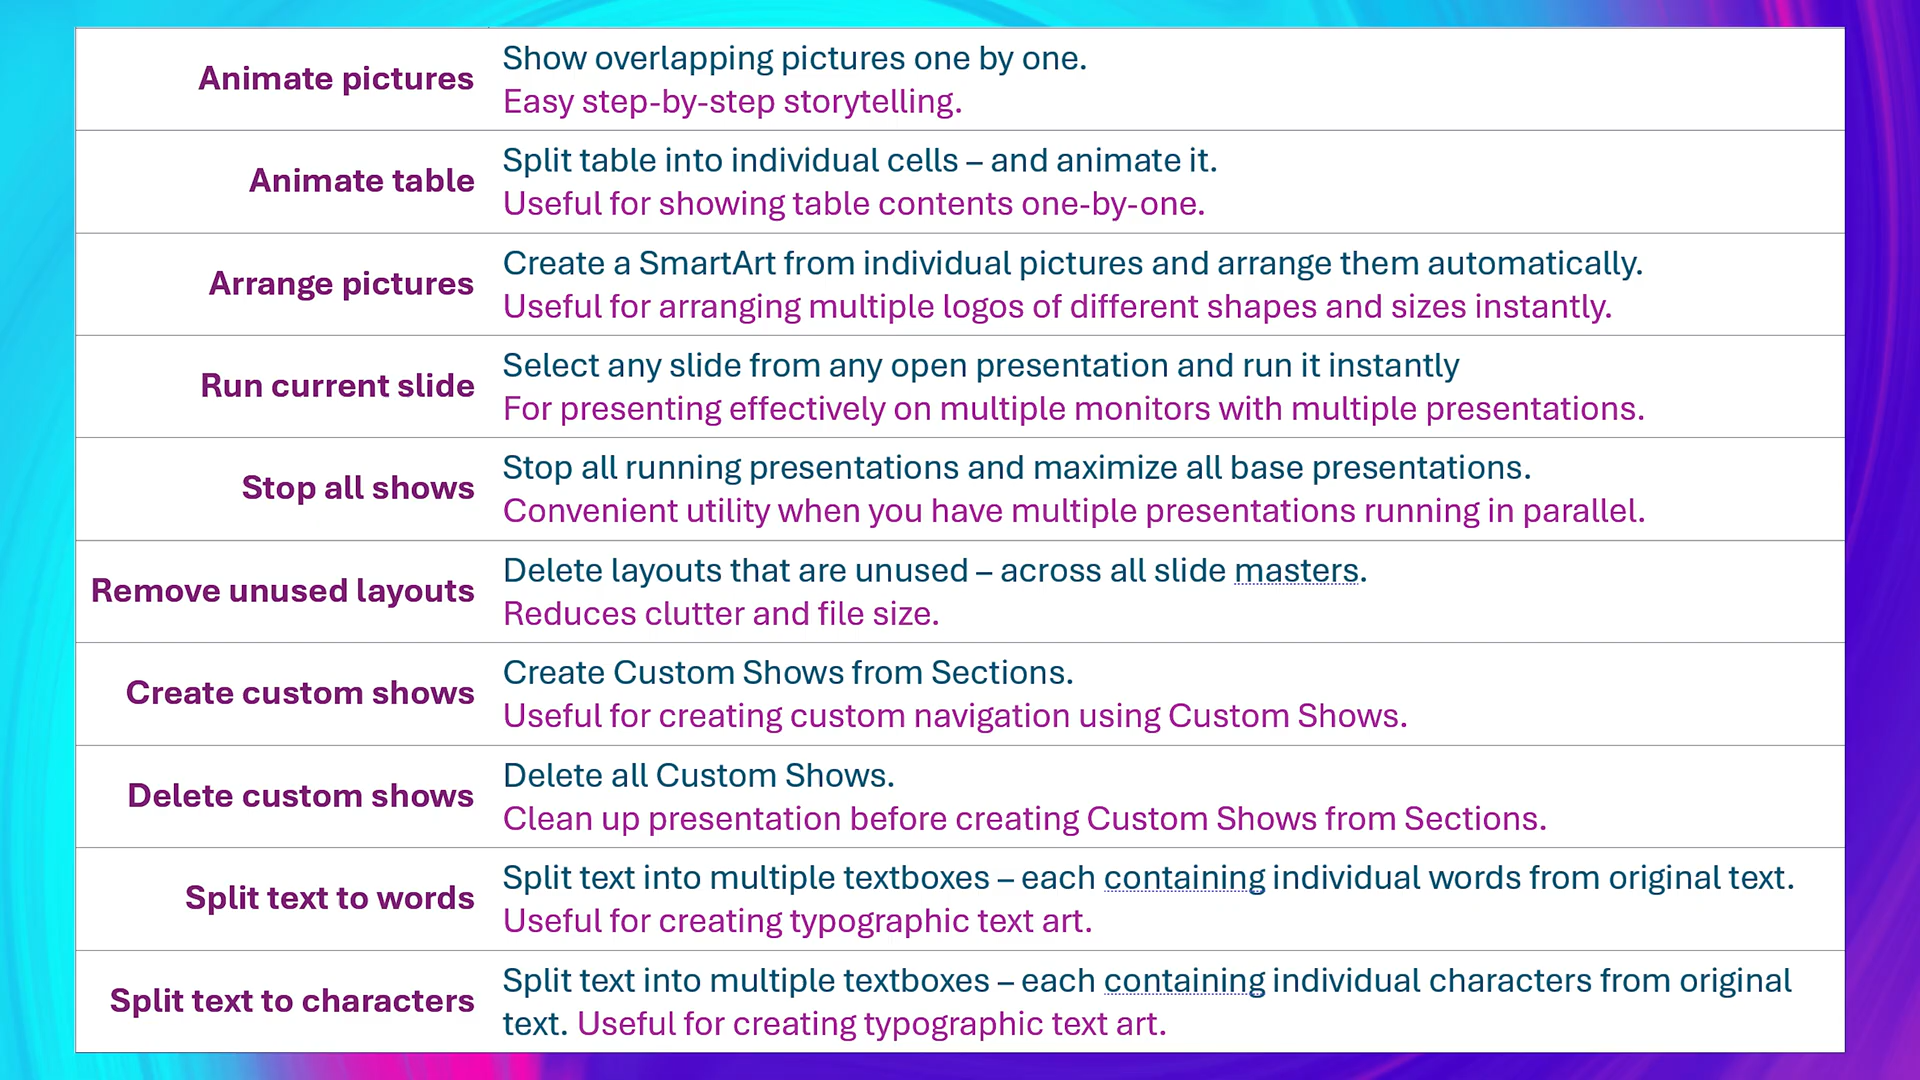 Animate pictures
Show overlapping pictures one by one.
Easy step-by-step storytelling.
Animate table
Split table into individual cells – and animate it.
Useful for showing table contents one-by-one.
Arrange pictures
Create a SmartArt from individual pictures and arrange them automatically.
Useful for arranging multiple logos of different shapes and sizes instantly.
Run current slide
Select any slide from any open presentation and run it instantly
For presenting effectively on multiple monitors with multiple presentations.
Stop all shows
Stop all running presentations and maximize all base presentations.
Convenient utility when you have multiple presentations running in parallel.
Remove unused layouts
Delete layouts that are unused – across all slide masters.
Reduces clutter and file size.
Create custom shows
Create Custom Shows from Sections.
Useful for creating custom navigation using Custom Shows.
Delete custom shows
Delete all Custom Shows.
Clean up presentation before creating Custom Shows from Sections.
Split text to words
Split text into multiple textboxes – each containing individual words from original text.
Useful for creating typographic text art.
Split text to characters
Split text into multiple textboxes – each containing individual characters from original
text. Useful for creating typographic text art.